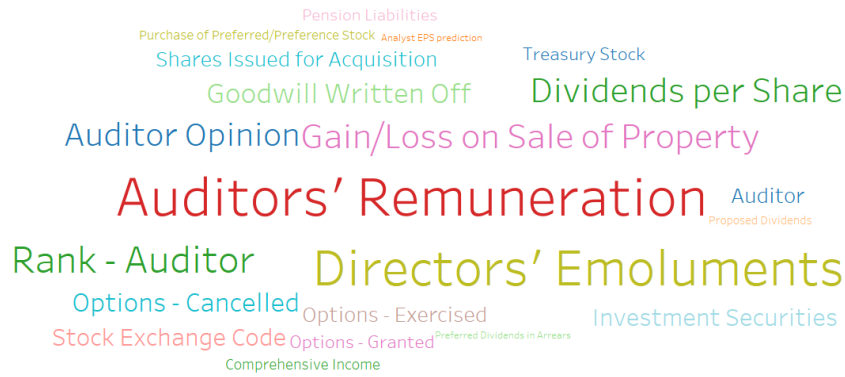 Pension Liabilities
Purchase of Preferred/Preference Stock
Analyst EPS prediction
Shares Issued for Acquisition
Treasury Stock
Goodwill Written Off
Dividends per Share
Auditor Opinion
Gain/Loss on Sale of Property
Auditors’ Remuneration
Auditor
Proposed Dividends
Rank - Auditor
Directors’ Emoluments
Options - Cancelled
Options - Exercised
Investment Securities
Stock Exchange Code
Options - Granted
Preferred Dividends in Arrears
Comprehensive Income